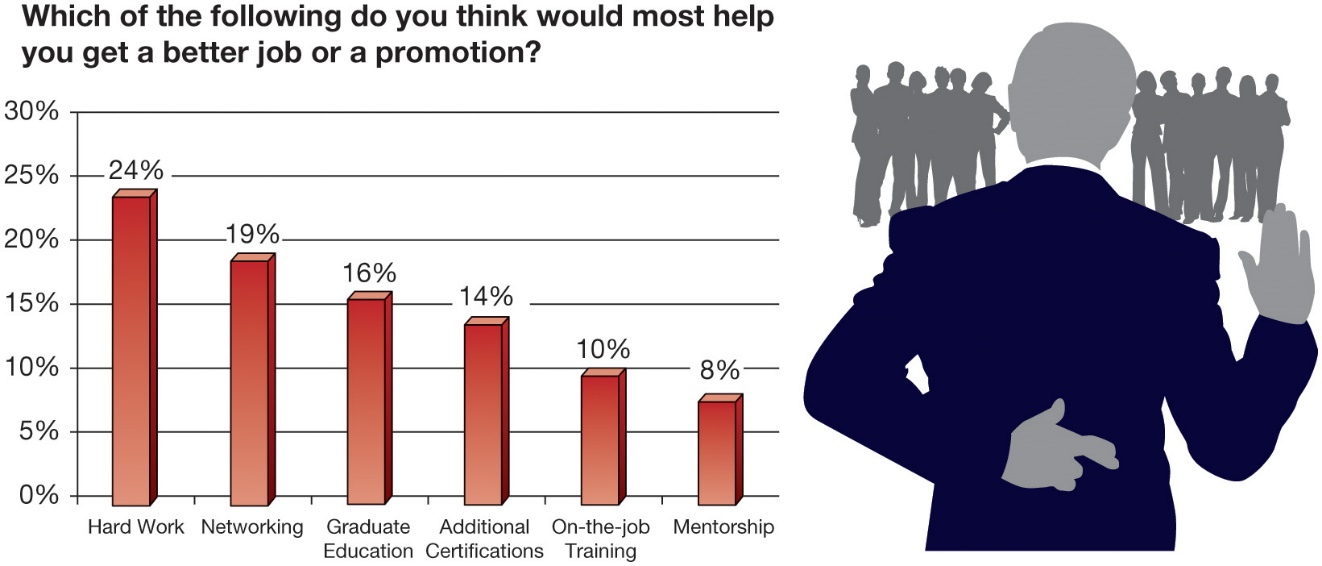 Which of the following do you think would most help
you get a better job or a promotion?
30%
25%
20%
15%
10%
5%
0%
24%
19%
16%
14%
10%
8%
Hard Work
Networking
Graduate
Education
Additional
Certifications
On-the-job
Training
Mentorship